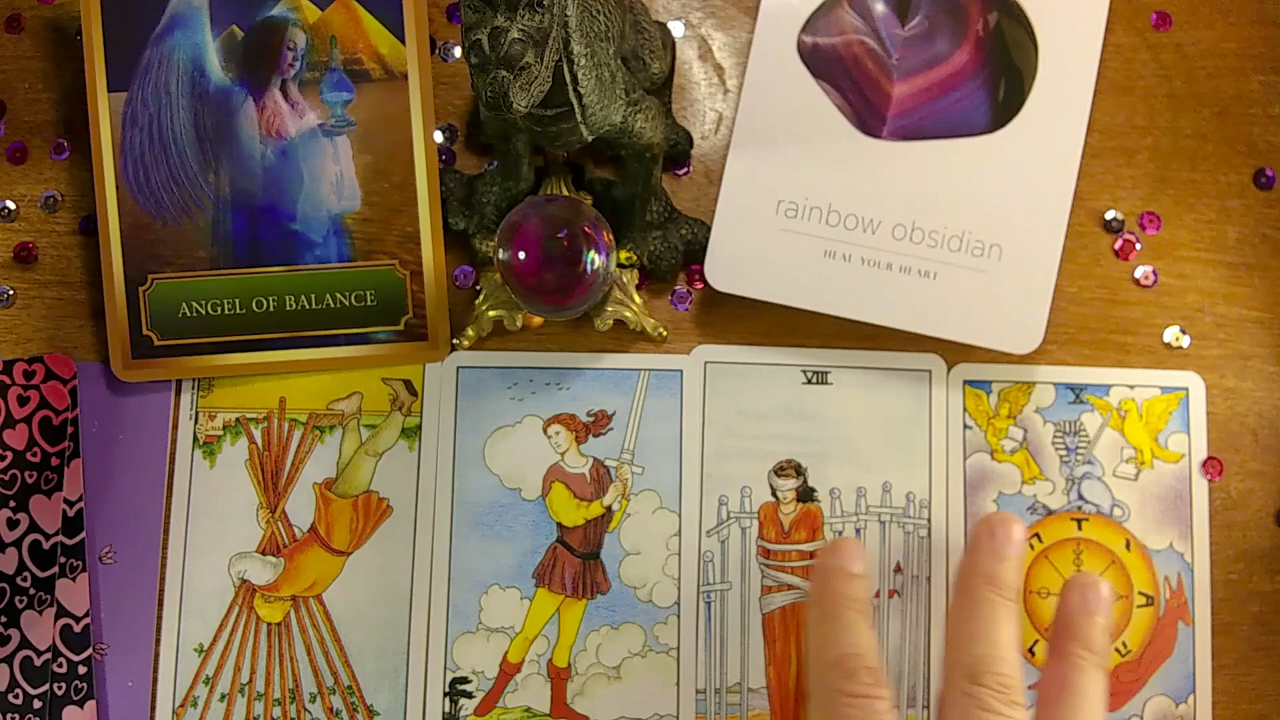 ANGEL OF BALANCE
rainbow obsidian
HEAL YOUR HEART
VIII
X
T
A